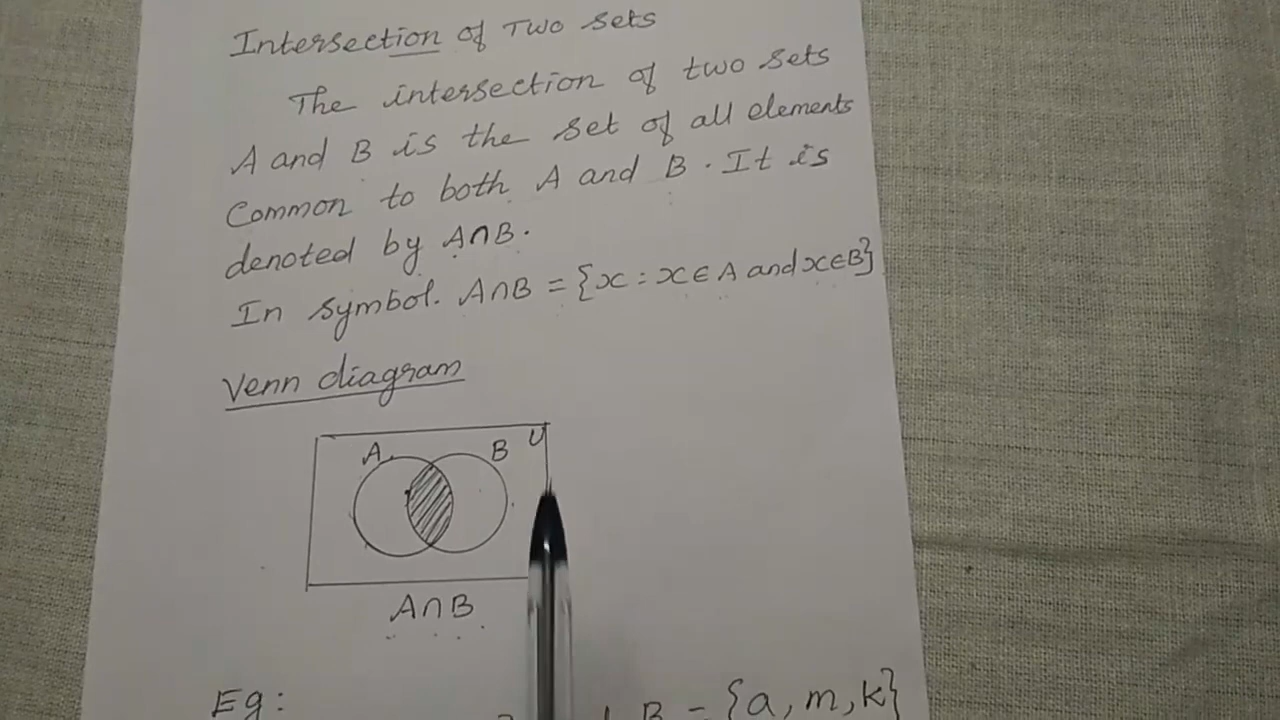 Intersection of Two sets
The intersection of two sets
A and B is the set of all elements
Common to both A and B. It is
denoted by A∩B.
In symbol. A∩B = {x : x∈A and x∈B}
Venn diagram
A B U
A∩B
Eg: B = {a, m, k}